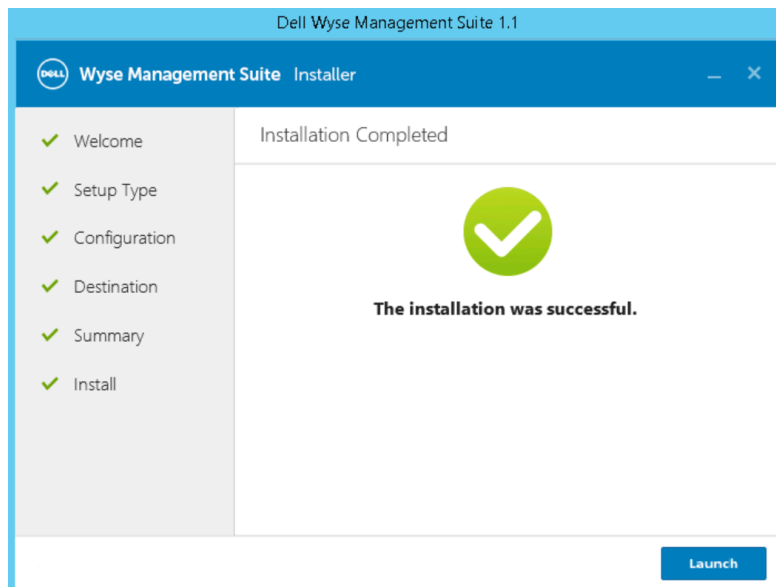 Dell Wyse Management Suite 1.1
DELL Wyse Management Suite Installer
Welcome
Setup Type
Configuration
Destination
Summary
Install
Installation Completed
The installation was successful.
Launch